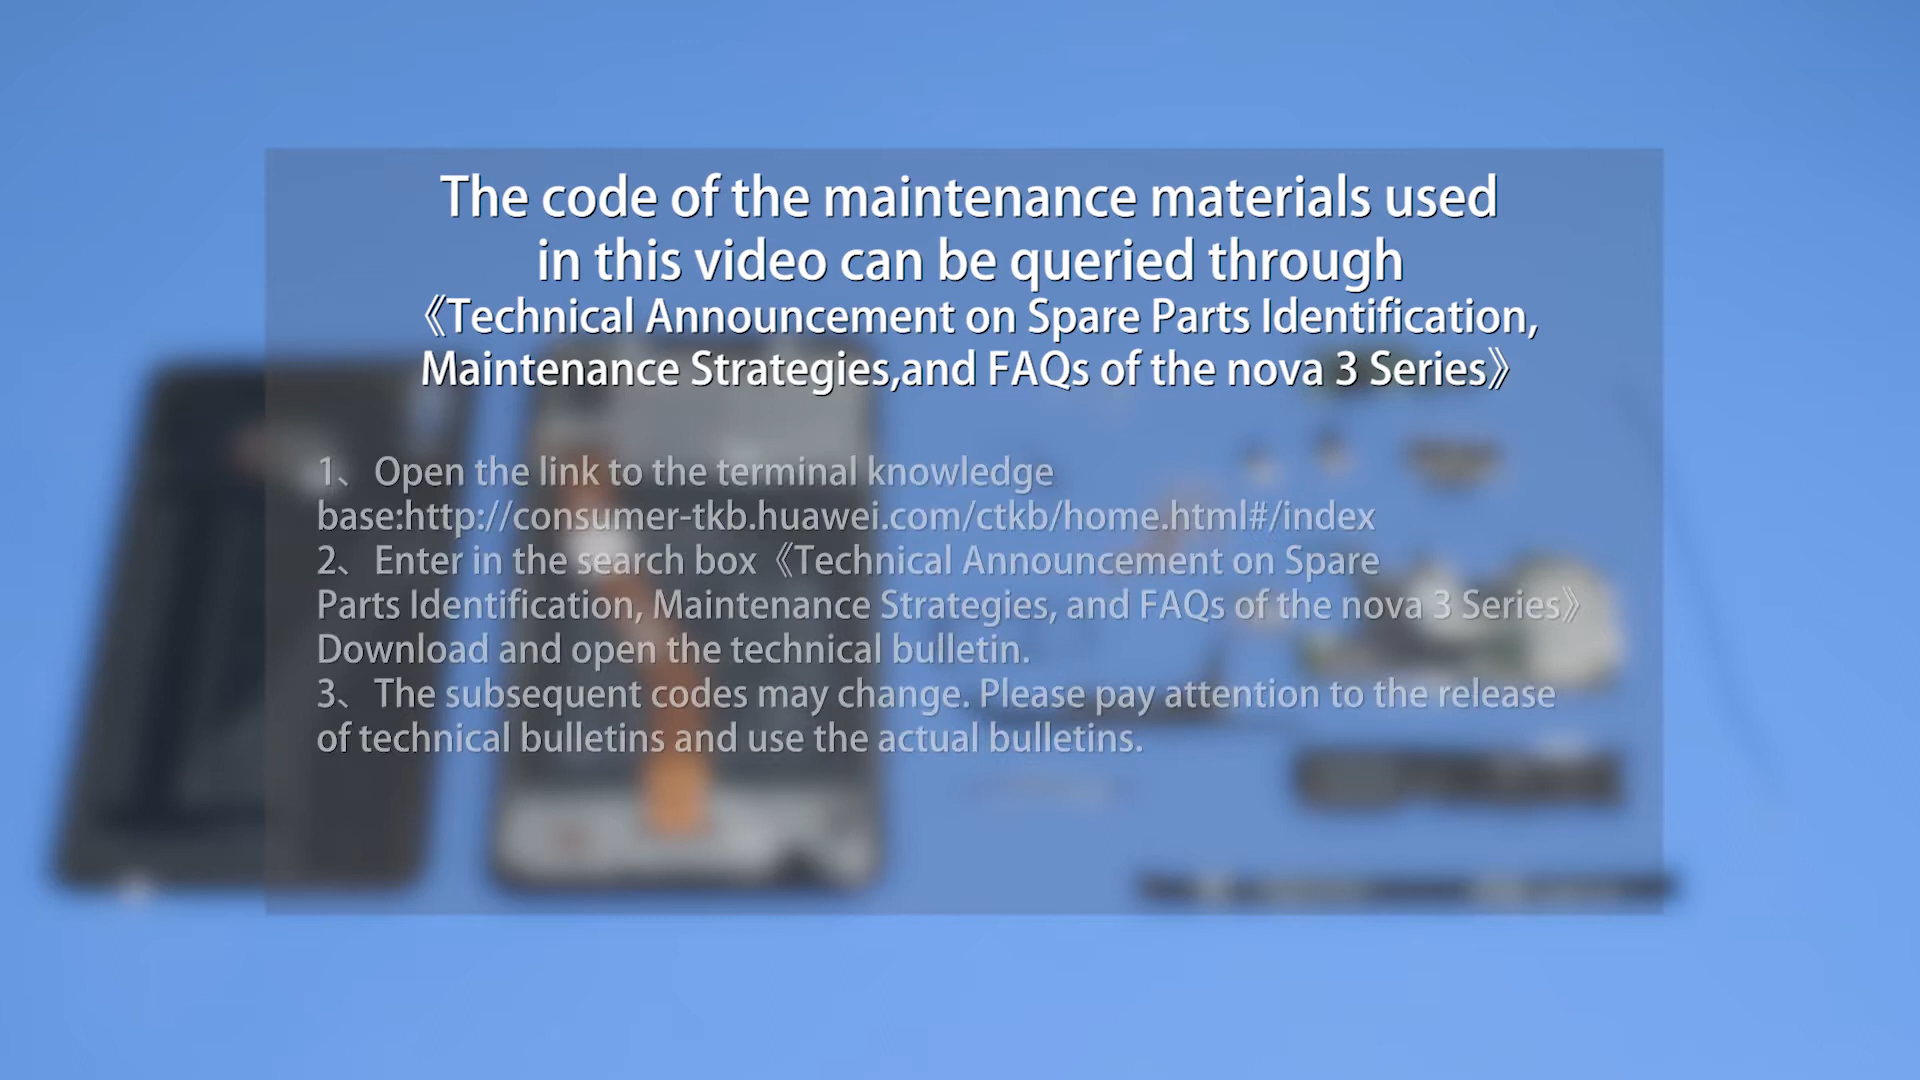 The code of the maintenance materials used
in this video can be queried through
《Technical Announcement on Spare Parts Identification,
Maintenance Strategies,and FAQs of the nova 3 Series》
1、 Open the link to the terminal knowledge
base:http://consumer-tkb.huawei.com/ctkb/home.html#/index
2、 Enter in the search box《Technical Announcement on Spare
Parts Identification, Maintenance Strategies, and FAQs of the nova 3 Series》
Download and open the technical bulletin.
3、 The subsequent codes may change. Please pay attention to the release
of technical bulletins and use the actual bulletins.